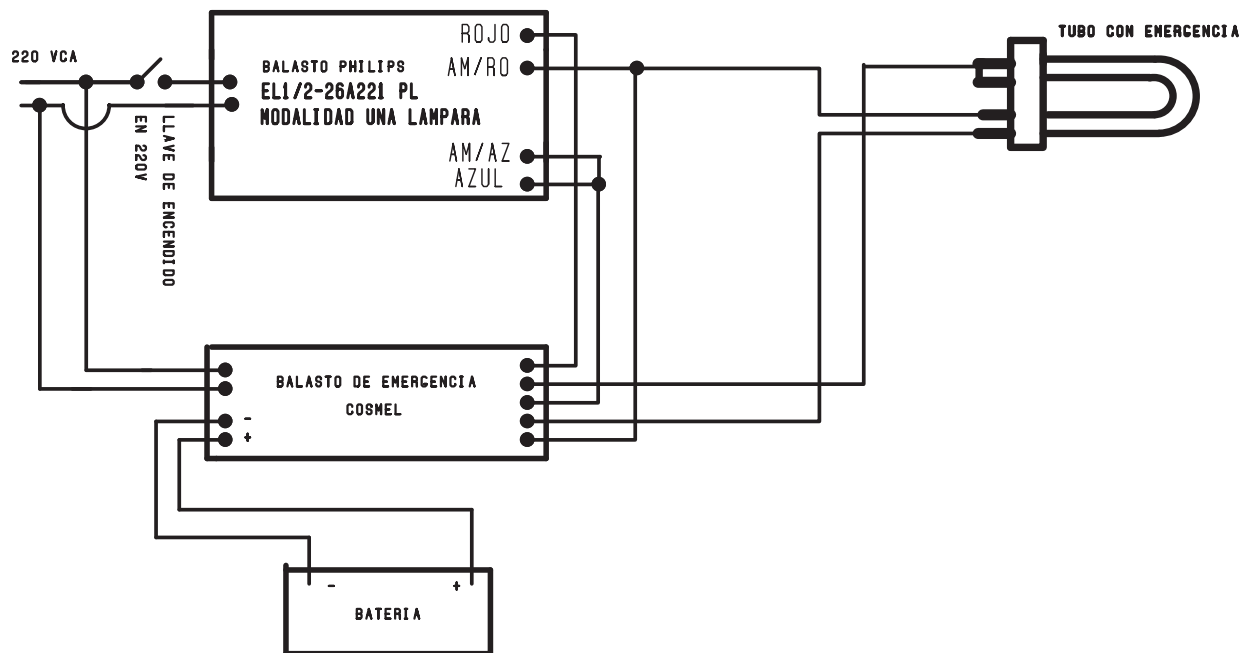 220 VCA
LLAVE DE ENCENDIDO
EN 220V
BALASTO PHILIPS
EL1/2-26A221 PL
MODALIDAD UNA LAMPARA
ROJO
AM/RO
AM/AZ
AZUL
TUBO CON EMERGENCIA
BALASTO DE EMERGENCIA
COSMEL
-
+
- +
BATERIA